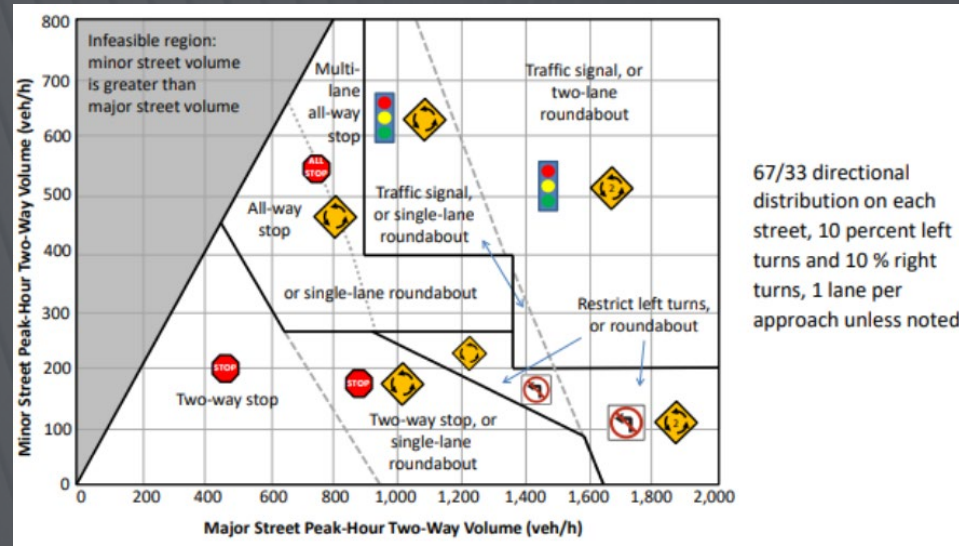 Minor Street Peak-Hour Two-Way Volume (veh/h)
800
700
600
500
400
300
200
100
0
Infeasible region:
minor street volume
is greater than
major street volume
Multi-
lane
all-way
stop
Traffic signal, or
two-lane
roundabout
ALL
STOP
2
All-way
stop
Traffic signal,
or single-lane
roundabout
or single-lane roundabout
Restrict left turns,
or roundabout
STOP
Two-way stop
STOP
2
Two-way stop, or
single-lane
roundabout
0
200
400
600
800
1,000
1,200
1,400
1,600
1,800
2,000
Major Street Peak-Hour Two-Way Volume (veh/h)
67/33 directional
distribution on each
street, 10 percent left
turns and 10 % right
turns, 1 lane per
approach unless noted